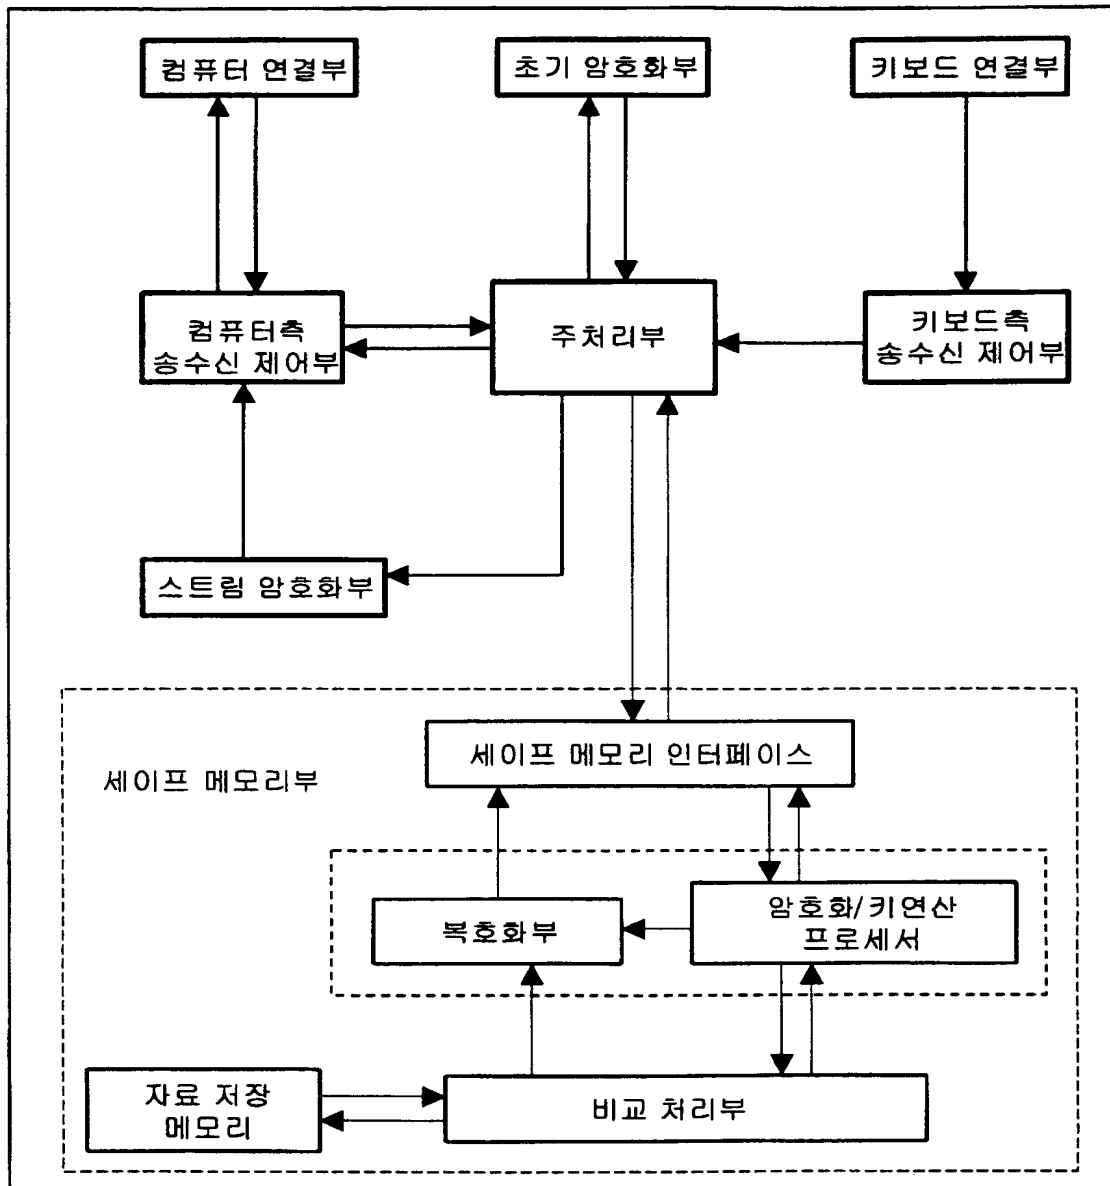 컴퓨터 연결부
초기 암호화부
키보드 연결부
컴퓨터측
송수신 제어부
주처리부
키보드측
송수신 제어부
스트림 암호화부
세이프 메모리 인터페이스
세이프 메모리부
복호화부
암호화/키연산
프로세서
자료 저장
메모리
비교 처리부